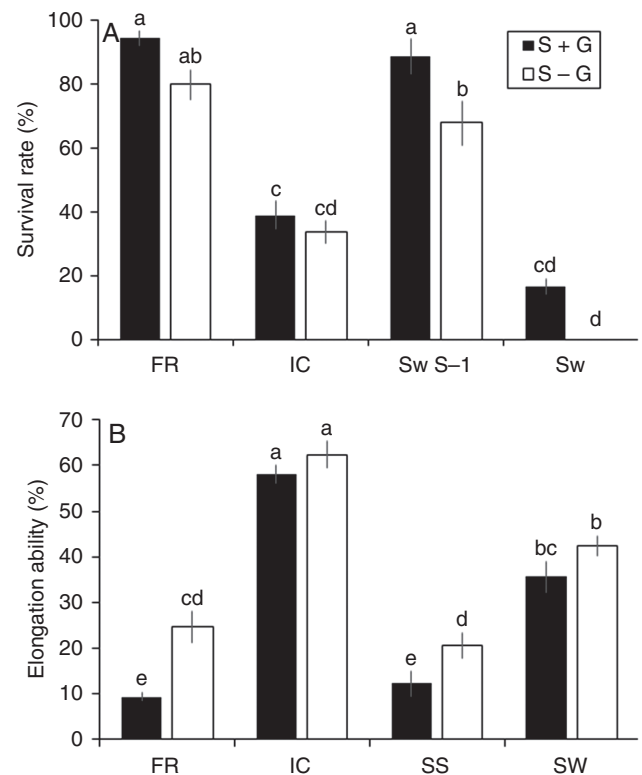 A
S + G
S – G
Survival rate (%)
100
80
60
40
20
0
a
ab
c
cd
a
b
cd
d
FR
IC
Sw S–1
Sw
B
Elongation ability (%)
70
60
50
40
30
20
10
0
e
cd
a
a
e
d
bc
b
FR
IC
SS
SW